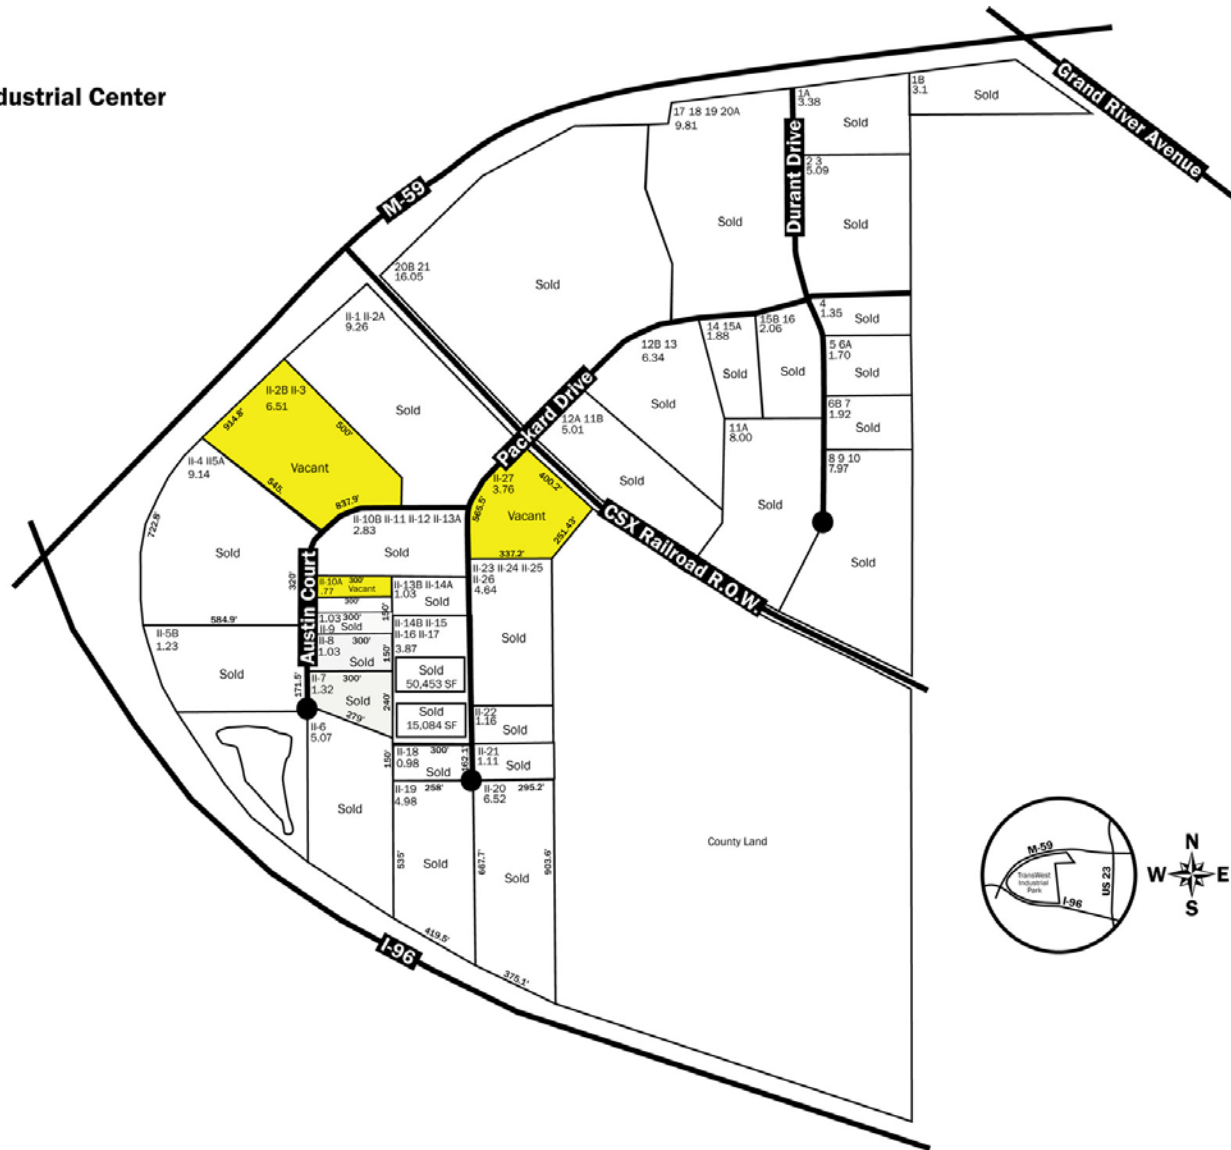 dustrial Center
M-59
Grand River Avenue
Durant Drive
1A
3.38
Sold
1B
3.1
Sold
17 18 19 20A
9.81
Sold
2 3
5.09
Sold
20B 21
16.05
Sold
4
1.35
Sold
5 6A
1.70
Sold
6B 7
1.92
Sold
8 9 10
7.97
Sold
15B 16
2.06
Sold
14 15A
1.88
Sold
12B 13
6.34
Sold
11A
8.00
Sold
12A 11B
5.01
Sold
Packard Drive
CSX Railroad R.O.W.
II-1 II-2A
9.26
Sold
II-2B II-3
6.51
914.8'
500'
Vacant
545.
837.9'
II-4 II5A
9.14
722.8'
Sold
584.9'
II-27
3.76
400.2'
565.5'
Vacant
251.43'
337.2'
II-10B II-11 II-12 II-13A
2.83
Sold
Austin Court
320'
II-10A
.77
300'
Vacant
300'
150'
1.03
300'
II-9
Sold
II-8
1.03
300'
Sold
150'
II-7
1.32
300'
Sold
240'
279'
171.5'
II-13B II-14A
1.03
Sold
II-14B II-15
II-16 II-17
3.87
Sold
50,453 SF
Sold
15,084 SF
II-23 II-24 II-25
II-26
4.64
Sold
II-5B
1.23
Sold
II-6
5.07
Sold
150'
II-18
0.98
300'
Sold
162.1'
II-22
1.16
Sold
II-21
1.11
Sold
II-19
4.98
258'
535'
Sold
419.5'
II-20
6.52
295.2'
667.7'
903.6'
Sold
375.1'
County Land
I-96
M-59
TransWest
Industrial
Park
US 23
I-96
N
W
E
S